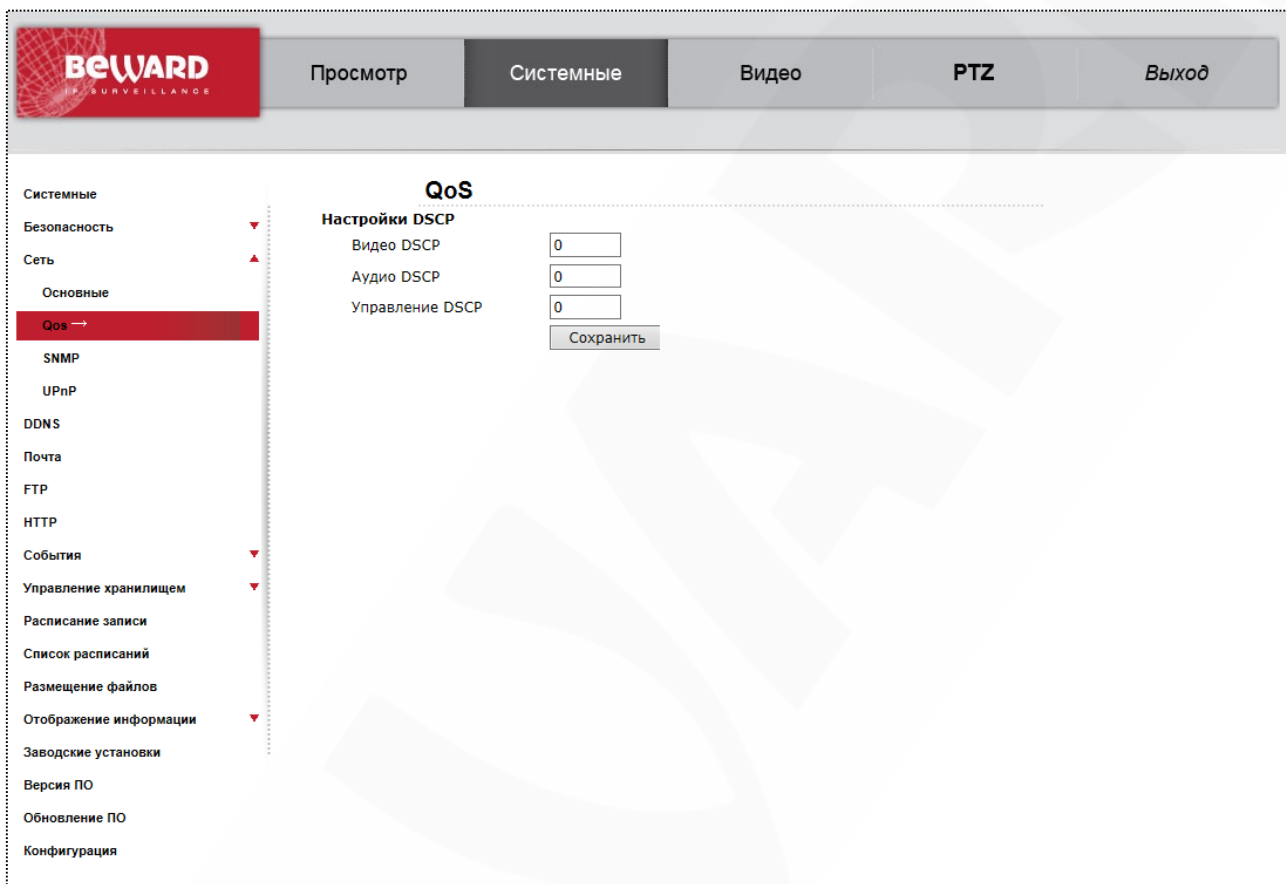 BEWARD
IP SURVEILLANCE
Просмотр
Системные
Видео
PTZ
Выход
Системные
Безопасность
Сеть
Основные
Qos →
SNMP
UPnP
DDNS
Почта
FTP
HTTP
События
Управление хранилищем
Расписание записи
Список расписаний
Размещение файлов
Отображение информации
Заводские установки
Версия ПО
Обновление ПО
Конфигурация
QoS
Настройки DSCP
Видео DSCP 0
Аудио DSCP 0
Управление DSCP 0
Сохранить